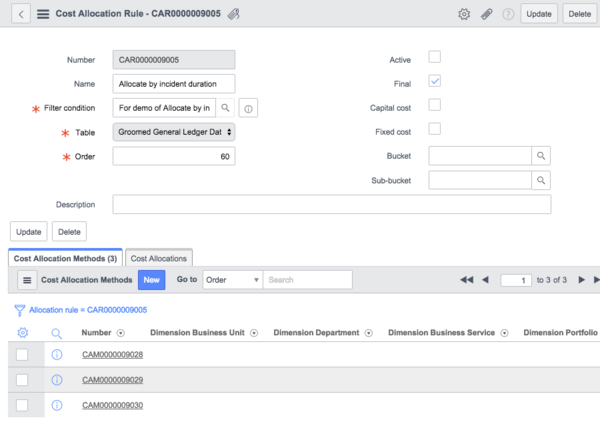 Cost Allocation Rule - CAR0000009005
Update Delete
Number CAR0000009005 Active
Name Allocate by incident duration Final
Filter condition For demo of Allocate by in Capital cost
Table Groomed General Ledger Dat Fixed cost
Order 60 Bucket
Sub-bucket
Description
Update Delete
Cost Allocation Methods (3) Cost Allocations
Cost Allocation Methods New Go to Order Search 1 to 3 of 3
Allocation rule = CAR0000009005
Number Dimension Business Unit Dimension Department Dimension Business Service Dimension Portfolio
CAM0000009028
CAM0000009029
CAM0000009030